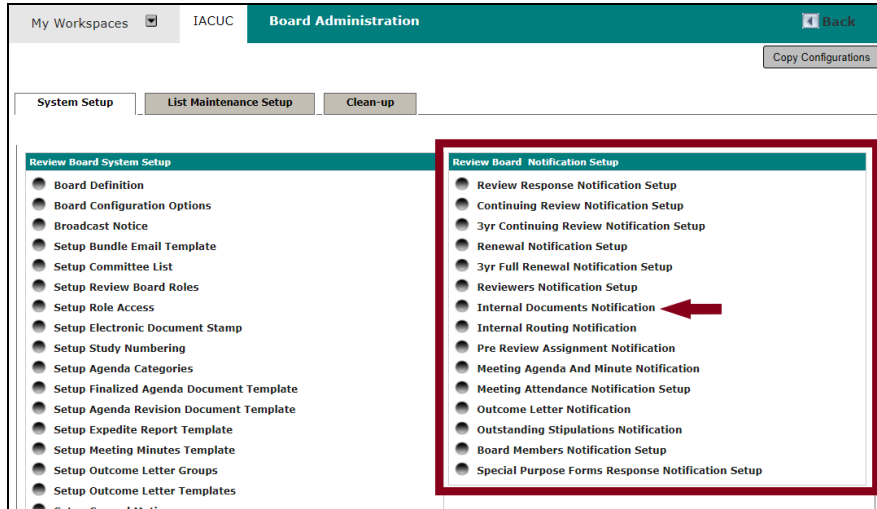 My Workspaces IACUC Board Administration Back
Copy Configurations
System Setup List Maintenance Setup Clean-up
Review Board System Setup
Board Definition
Board Configuration Options
Broadcast Notice
Setup Bundle Email Template
Setup Committee List
Setup Review Board Roles
Setup Role Access
Setup Electronic Document Stamp
Setup Study Numbering
Setup Agenda Categories
Setup Finalized Agenda Document Template
Setup Agenda Revision Document Template
Setup Expedite Report Template
Setup Meeting Minutes Template
Setup Outcome Letter Groups
Setup Outcome Letter Templates
Review Board Notification Setup
Review Response Notification Setup
Continuing Review Notification Setup
3yr Continuing Review Notification Setup
Renewal Notification Setup
3yr Full Renewal Notification Setup
Reviewers Notification Setup
Internal Documents Notification
Internal Routing Notification
Pre Review Assignment Notification
Meeting Agenda And Minute Notification
Meeting Attendance Notification Setup
Outcome Letter Notification
Outstanding Stipulations Notification
Board Members Notification Setup
Special Purpose Forms Response Notification Setup